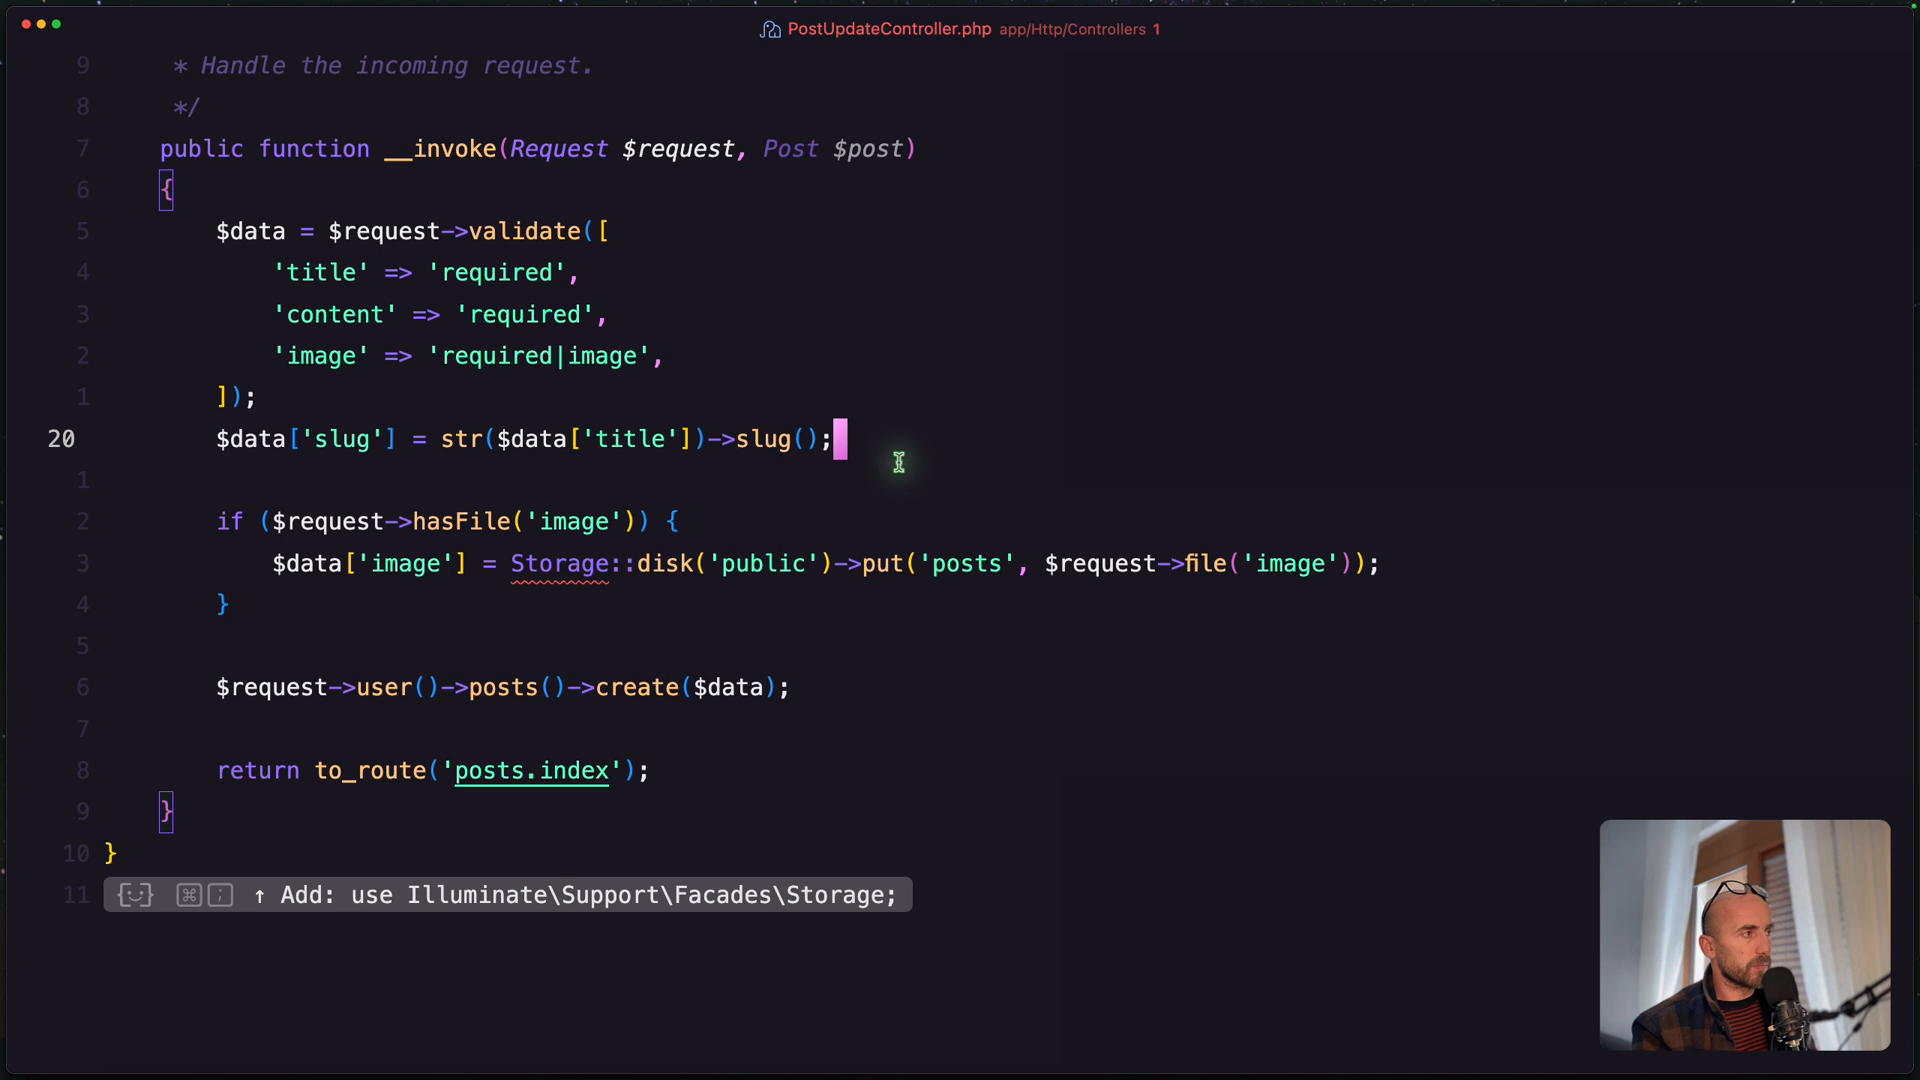 PostUpdateController.php app/Http/Controllers 1
9 * Handle the incoming request.
8 */
7 public function __invoke(Request $request, Post $post)
6 {
5 $data = $request->validate([
4 'title' => 'required',
3 'content' => 'required',
2 'image' => 'required|image',
1 ]);
20 $data['slug'] = str($data['title'])->slug();
1
2 if ($request->hasFile('image')) {
3 $data['image'] = Storage::disk('public')->put('posts', $request->file('image'));
4 }
5
6 $request->user()->posts()->create($data);
7
8 return to_route('posts.index');
9 }
10 }
11 ⌘ ; ↑ Add: use Illuminate\Support\Facades\Storage;